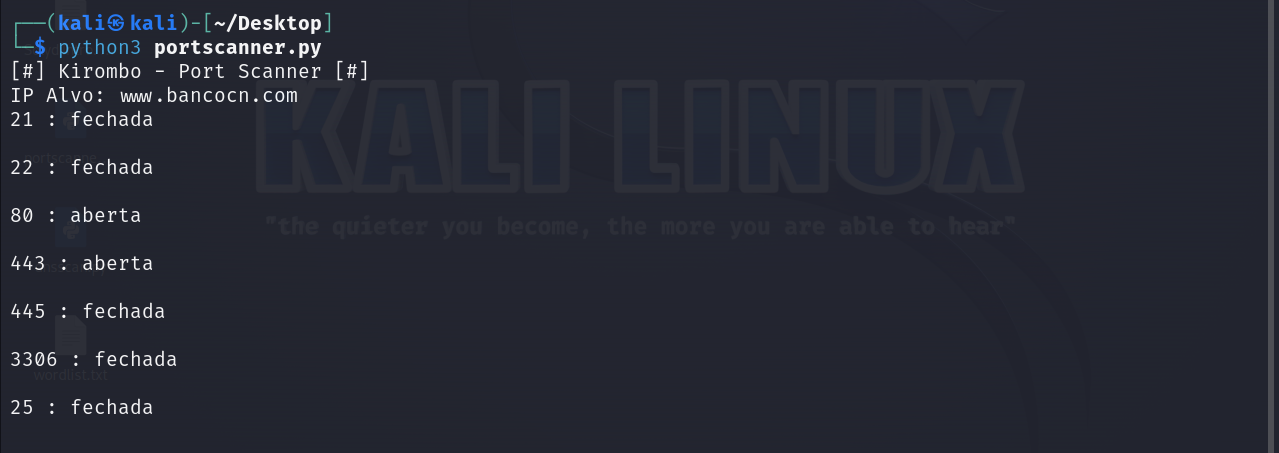 ┌──(kali㉿kali)-[~/Desktop]
└─$ python3 portscanner.py
[#] Kirombo - Port Scanner [#]
IP Alvo: www.bancocn.com
21 : fechada
22 : fechada
80 : aberta
443 : aberta
445 : fechada
3306 : fechada
25 : fechada
KALI LINUX
"the quieter you become, the more you are able to hear"
wordlist.txt